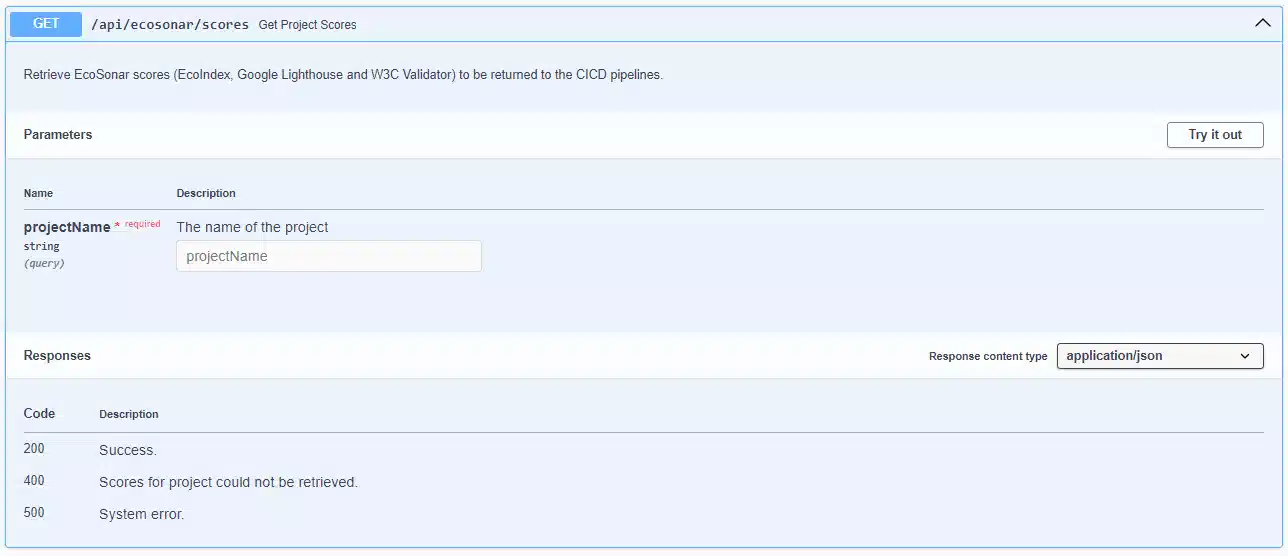 GET /api/ecosonar/scores Get Project Scores
Retrieve EcoSonar scores (EcoIndex, Google Lighthouse and W3C Validator) to be returned to the CICD pipelines.
Parameters Try it out
Name Description
projectName * required The name of the project
string
(query) projectName
Responses Response content type application/json
Code Description
200 Success.
400 Scores for project could not be retrieved.
500 System error.